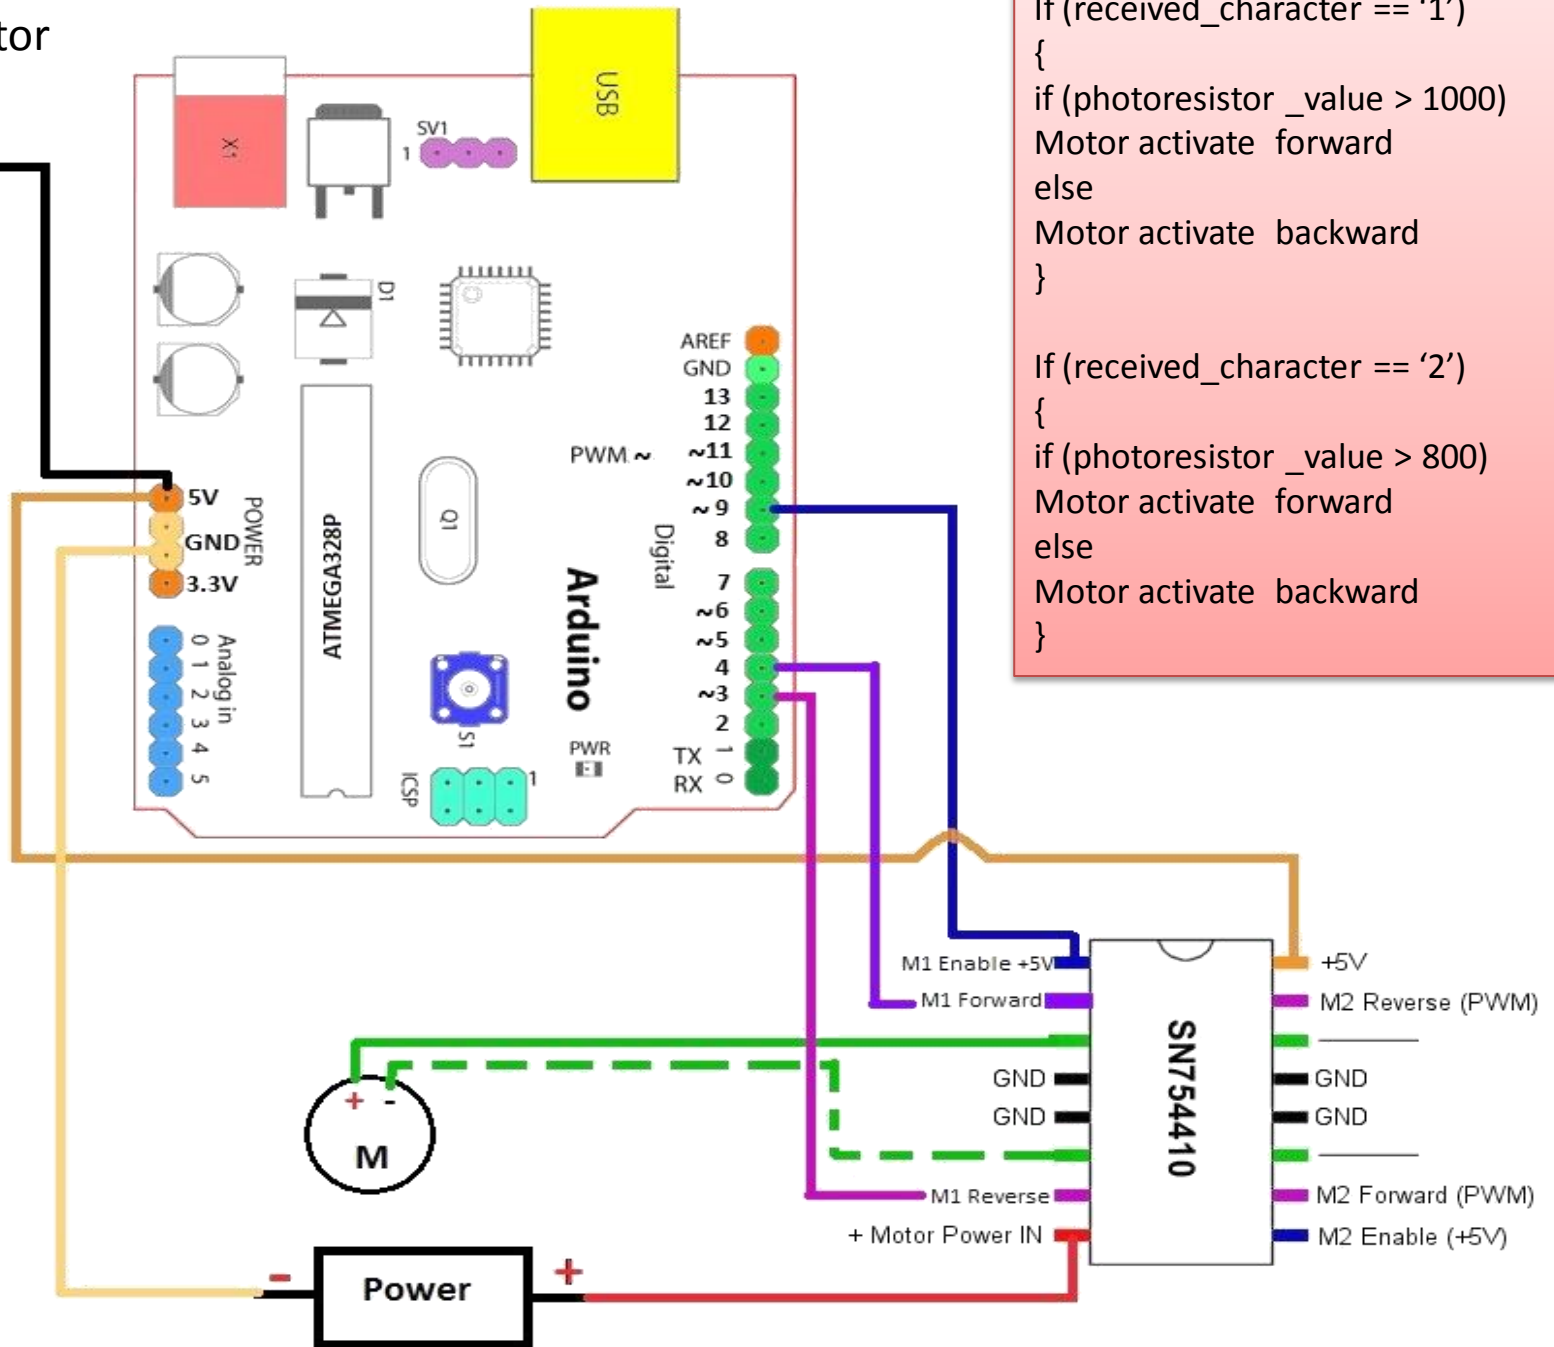 tor
If (received_character == ‘1’)
{
if (photoresistor _value > 1000)
Motor activate forward
else
Motor activate backward
}
If (received_character == ‘2’)
{
if (photoresistor _value > 800)
Motor activate forward
else
Motor activate backward
}
X1
USB
SV1
1
D1
AREF
GND
13
12
PWM ~
~11
~10
~9
8
7
~6
~5
4
~3
2
TX 1
RX 0
Digital
5V
GND
3.3V
POWER
0
1
2
3
4
5
Analog in
ATMEGA328P
Q1
Arduino
S1
PWR
ICSP
1
M1 Enable +5V
M1 Forward
GND
GND
M1 Reverse
+ Motor Power IN
SN754410
+5V
M2 Reverse (PWM)
GND
GND
M2 Forward (PWM)
M2 Enable (+5V)
+ -
M
- +
Power